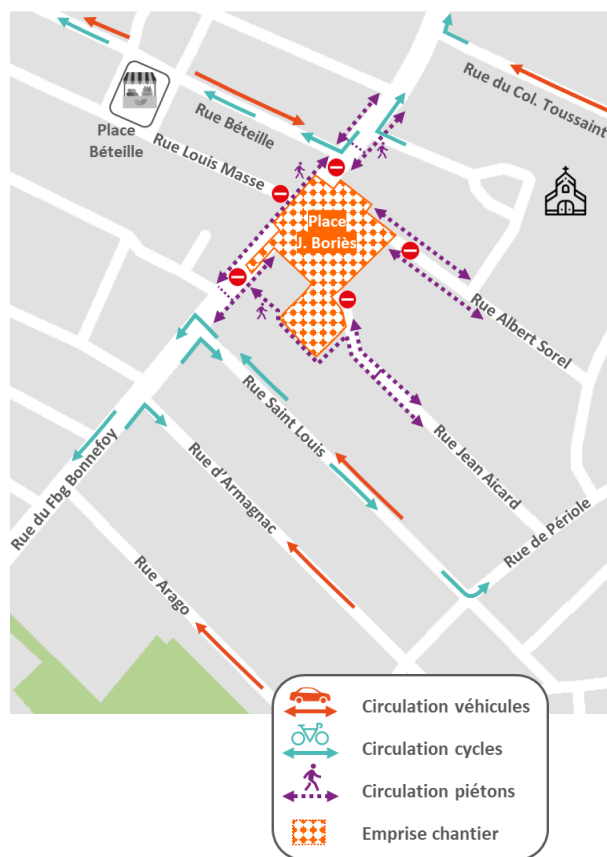 Rue du Col. Toussaint
Rue Béteille
Place
Béteille
Rue Louis Masse
Place
J. Boriès
Rue Albert Sorel
Rue Saint Louis
Rue Jean Aicard
Rue du Fbg Bonnefoy
Rue d'Armagnac
Rue de Périole
Rue Arago
Circulation véhicules
Circulation cycles
Circulation piétons
Emprise chantier